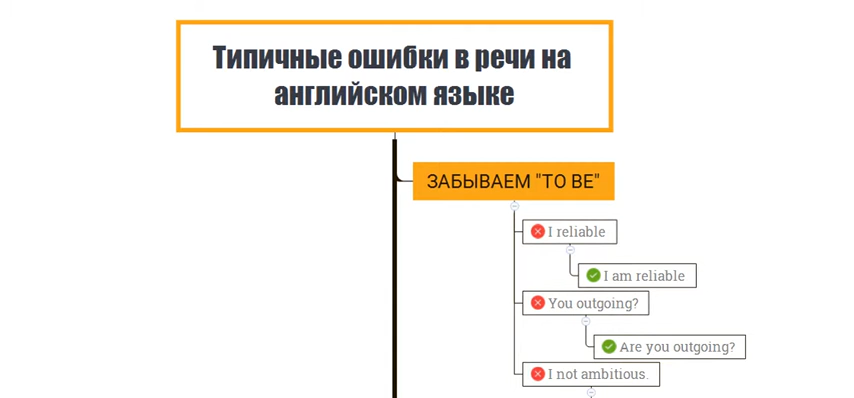 Типичные ошибки в речи на
английском языке
ЗАБЫВАЕМ "TO BE"
I reliable
I am reliable
You outgoing?
Are you outgoing?
I not ambitious.